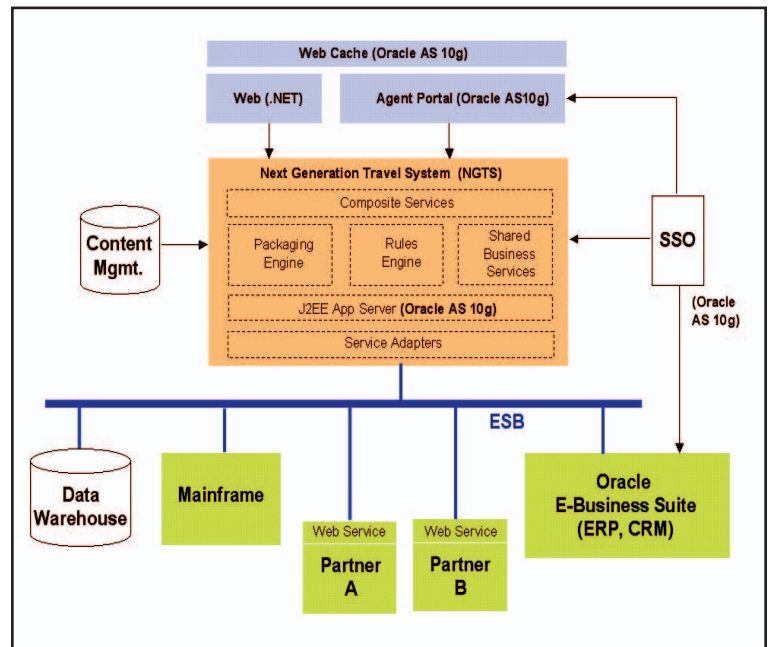 Web Cache (Oracle AS 10g)
Web (.NET)
Agent Portal (Oracle AS10g)
Next Generation Travel System (NGTS)
Composite Services
Packaging
Engine
Rules
Engine
Shared
Business
Services
J2EE App Server (Oracle AS 10g)
Service Adapters
Content
Mgmt.
SSO
(Oracle
AS 10g)
ESB
Data
Warehouse
Mainframe
Web Service
Partner
A
Web Service
Partner
B
Oracle
E-Business Suite
(ERP, CRM)